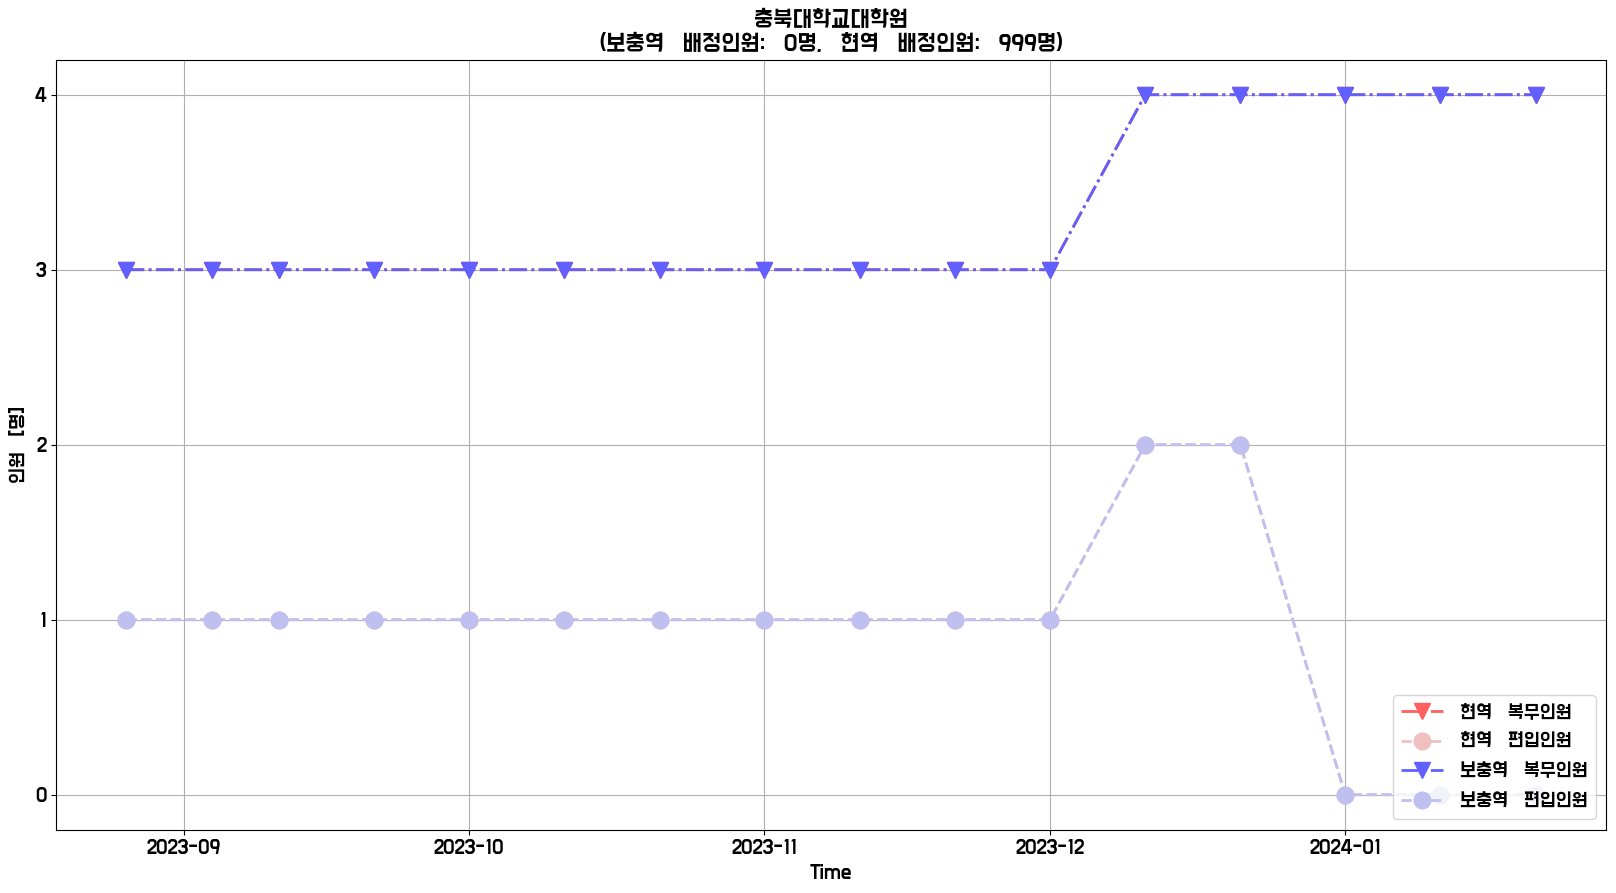 충북대학교대학원
(보충역 배정인원: 0명, 현역 배정인원: 999명)
4
3
2
1
0
인원 [명]
2023-09 2023-10 2023-11 2023-12 2024-01
Time
현역 복무인원
현역 편입인원
보충역 복무인원
보충역 편입인원